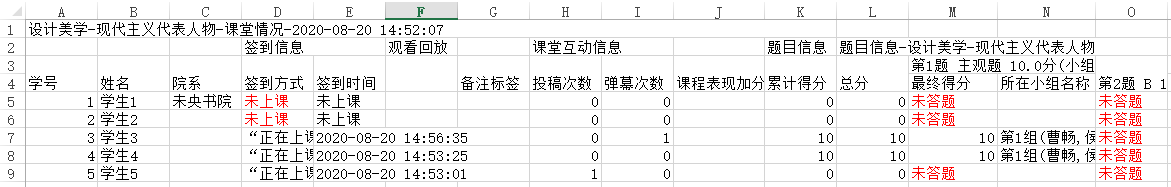 A B C D E F G H I J K L M N O
1 设计美学-现代主义代表人物-课堂情况-2020-08-20 14:52:07
2 签到信息 观看回放 课堂互动信息 题目信息 题目信息-设计美学-现代主义代表人物
3 第1题 主观题 10.0分(小组
4 学号 姓名 院系 签到方式 签到时间 备注标签 投稿次数 弹幕次数 课程表现加分 累计得分 总分 最终得分 所在小组名称 第2题 B 1
5 1 学生1 未央书院 未上课 未上课 0 0 0 0 未答题 未答题
6 2 学生2 未上课 未上课 0 0 0 0 未答题 未答题
7 3 学生3 “正在上课 2020-08-20 14:56:35 0 1 10 10 10 第1组(曹畅, 未答题
8 4 学生4 “正在上课 2020-08-20 14:53:25 0 0 10 10 10 第1组(曹畅, 未答题
9 5 学生5 “正在上课 2020-08-20 14:53:01 1 0 0 0 未答题 未答题